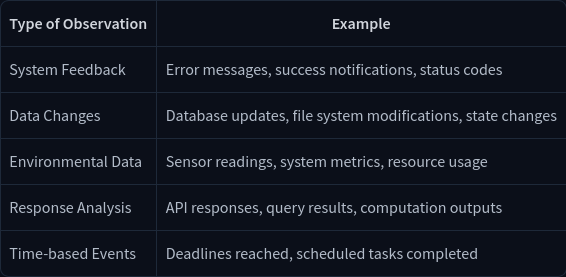 Type of Observation Example
System Feedback Error messages, success notifications, status codes
Data Changes Database updates, file system modifications, state changes
Environmental Data Sensor readings, system metrics, resource usage
Response Analysis API responses, query results, computation outputs
Time-based Events Deadlines reached, scheduled tasks completed